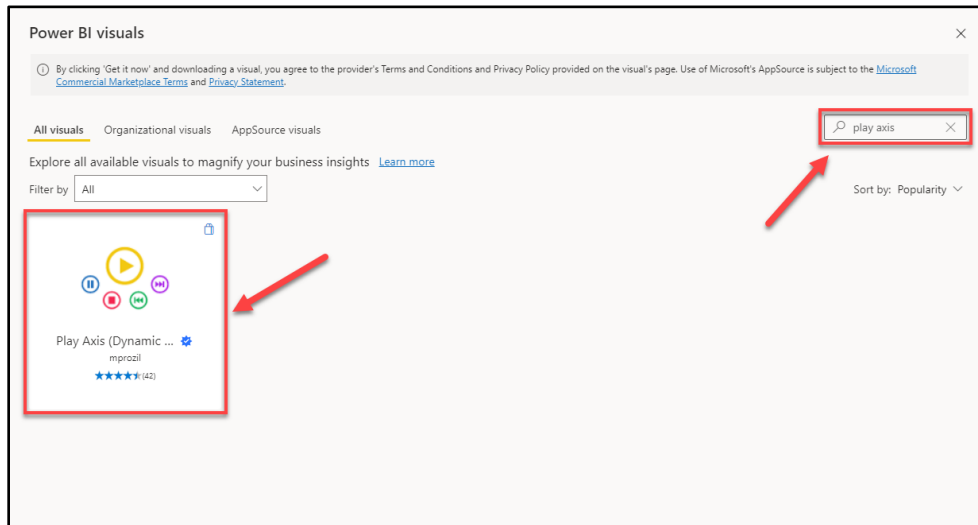 Power BI visuals
By clicking 'Get it now' and downloading a visual, you agree to the provider's Terms and Conditions and Privacy Policy provided on the visual's page. Use of Microsoft's AppSource is subject to the Microsoft
Commercial Marketplace Terms and Privacy Statement.
All visuals Organizational visuals AppSource visuals
play axis
Explore all available visuals to magnify your business insights Learn more
Filter by All
Sort by: Popularity
Play Axis (Dynamic ...
mprozil
(42)